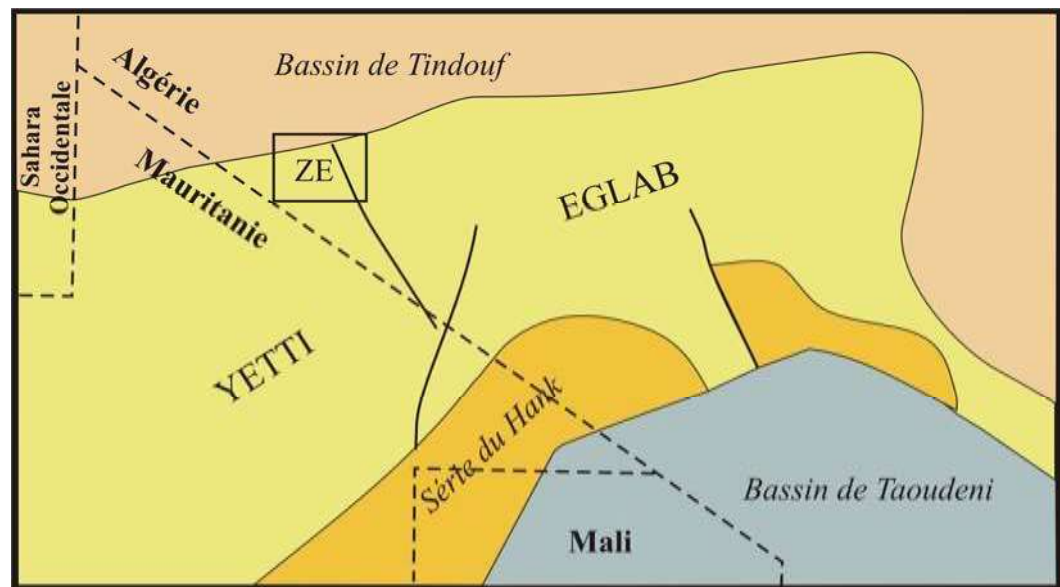 Sahara
Occidentale
Algérie
Mauritanie
Bassin de Tindouf
ZE
EGLAB
YETTI
Série du Hank
Bassin de Taoudeni
Mali